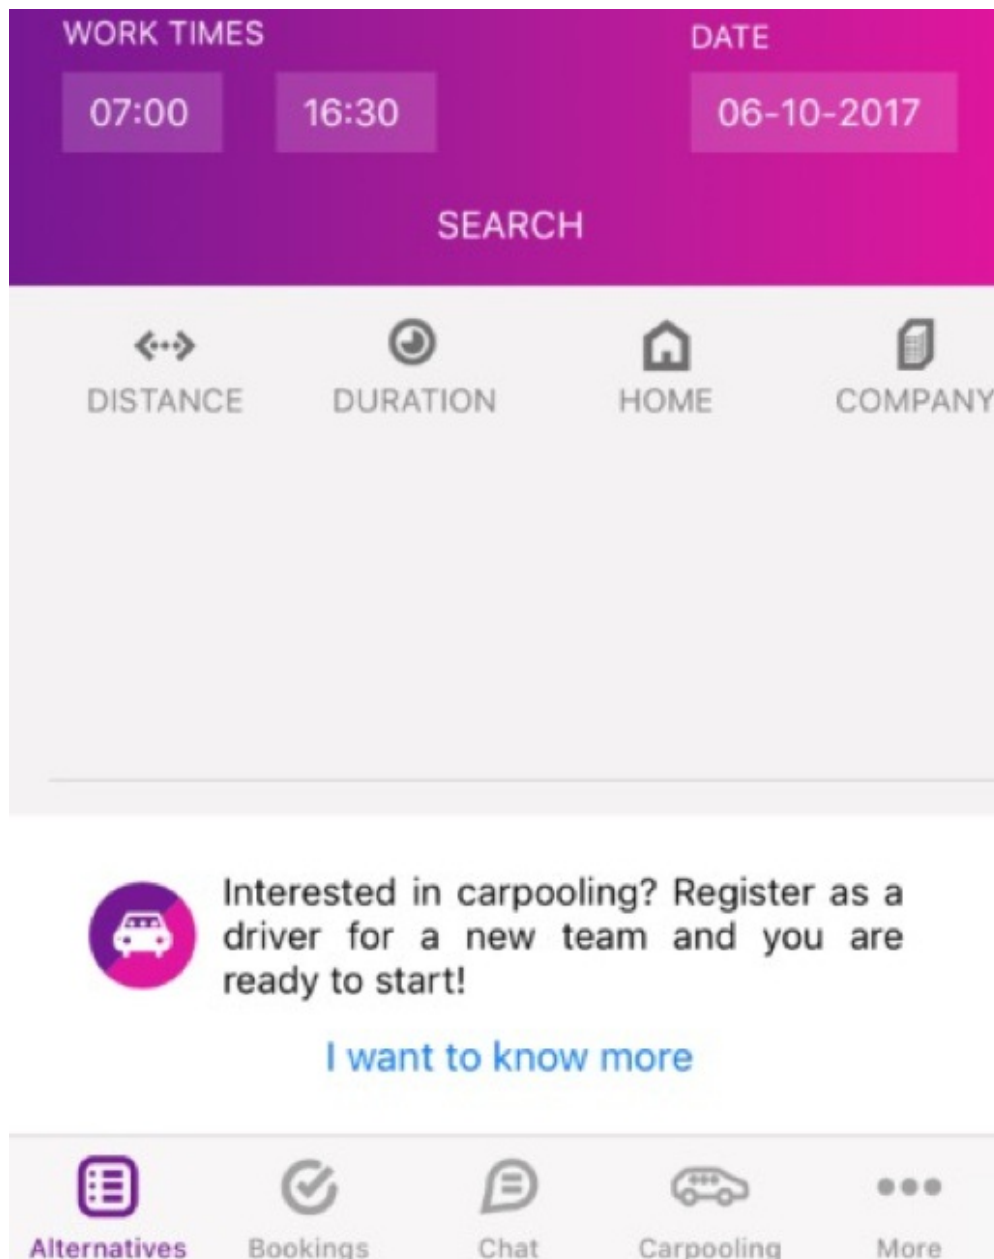 WORK TIMES DATE
07:00 16:30 06-10-2017
SEARCH
DISTANCE DURATION HOME COMPANY
Interested in carpooling? Register as a
driver for a new team and you are
ready to start!
I want to know more
Alternatives Bookings Chat Carpooling More